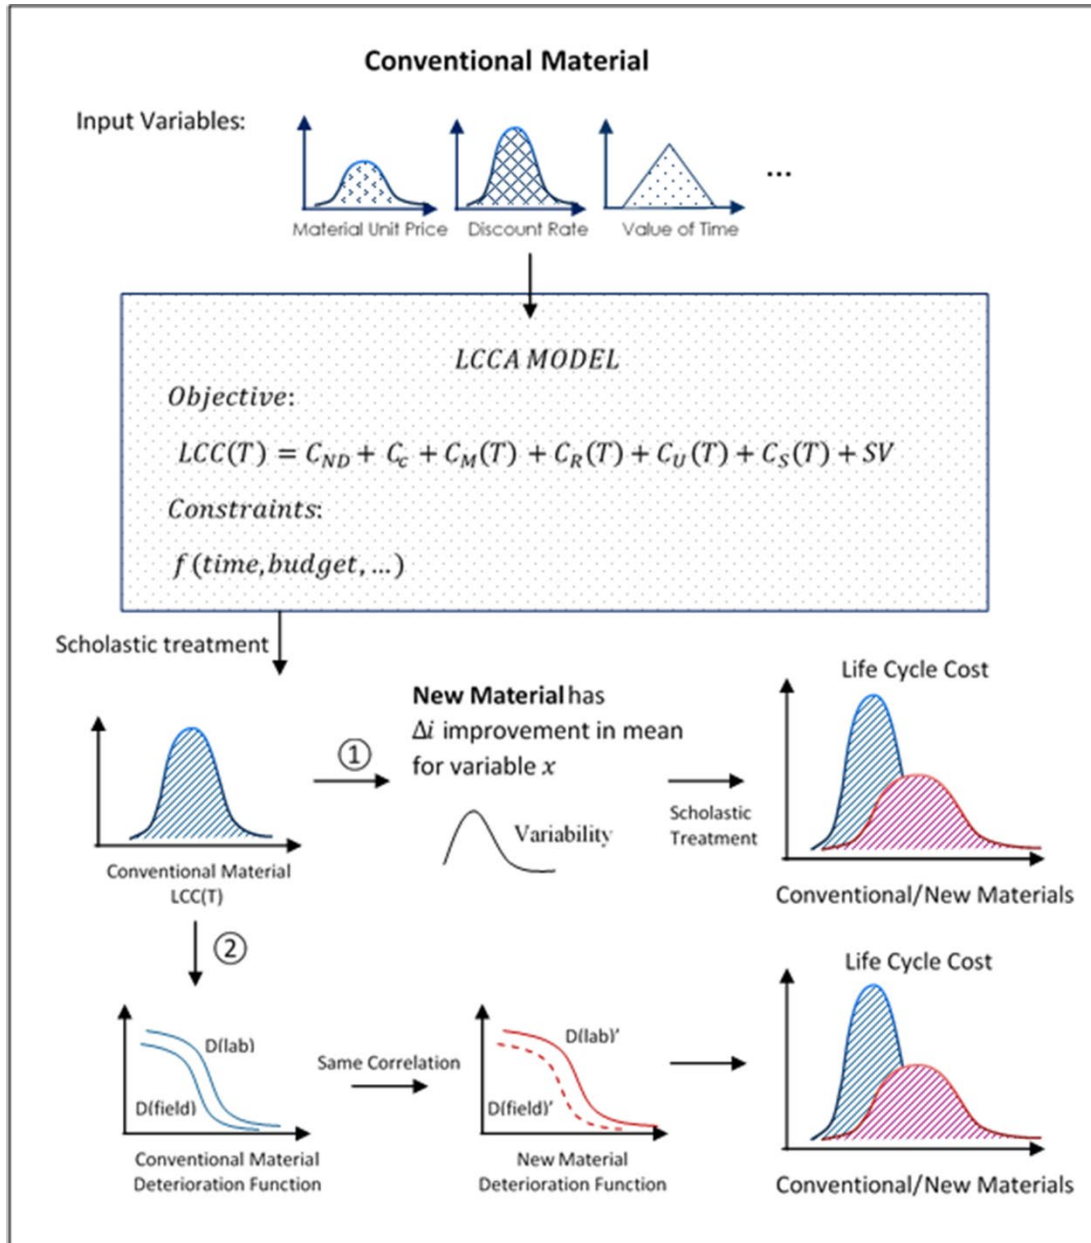 Conventional Material
Input Variables:
...
Material Unit Price
Discount Rate
Value of Time
LCCA MODEL
Objective:
LCC(T) = C_ND + C_c + C_M(T) + C_R(T) + C_U(T) + C_S(T) + SV
Constraints:
f(time,budget, ...)
Scholastic treatment
Conventional Material
LCC(T)
①
New Material has
Δi improvement in mean
for variable x
Variability
Scholastic
Treatment
Life Cycle Cost
Conventional/New Materials
②
D(lab)
D(field)
Conventional Material
Deterioration Function
Same Correlation
D(lab)'
D(field)'
New Material
Deterioration Function
Life Cycle Cost
Conventional/New Materials